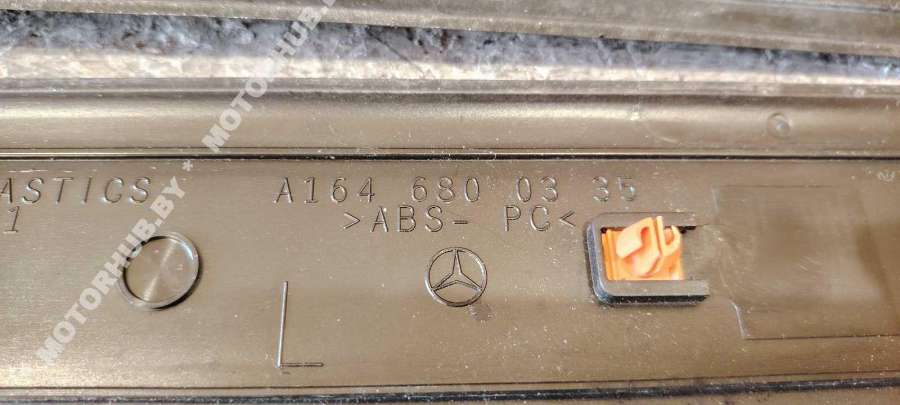 ASTICS A164 680 03 35
1 >ABS- PC<
L
MOTORHUB.BY * MOTORHUB.BY